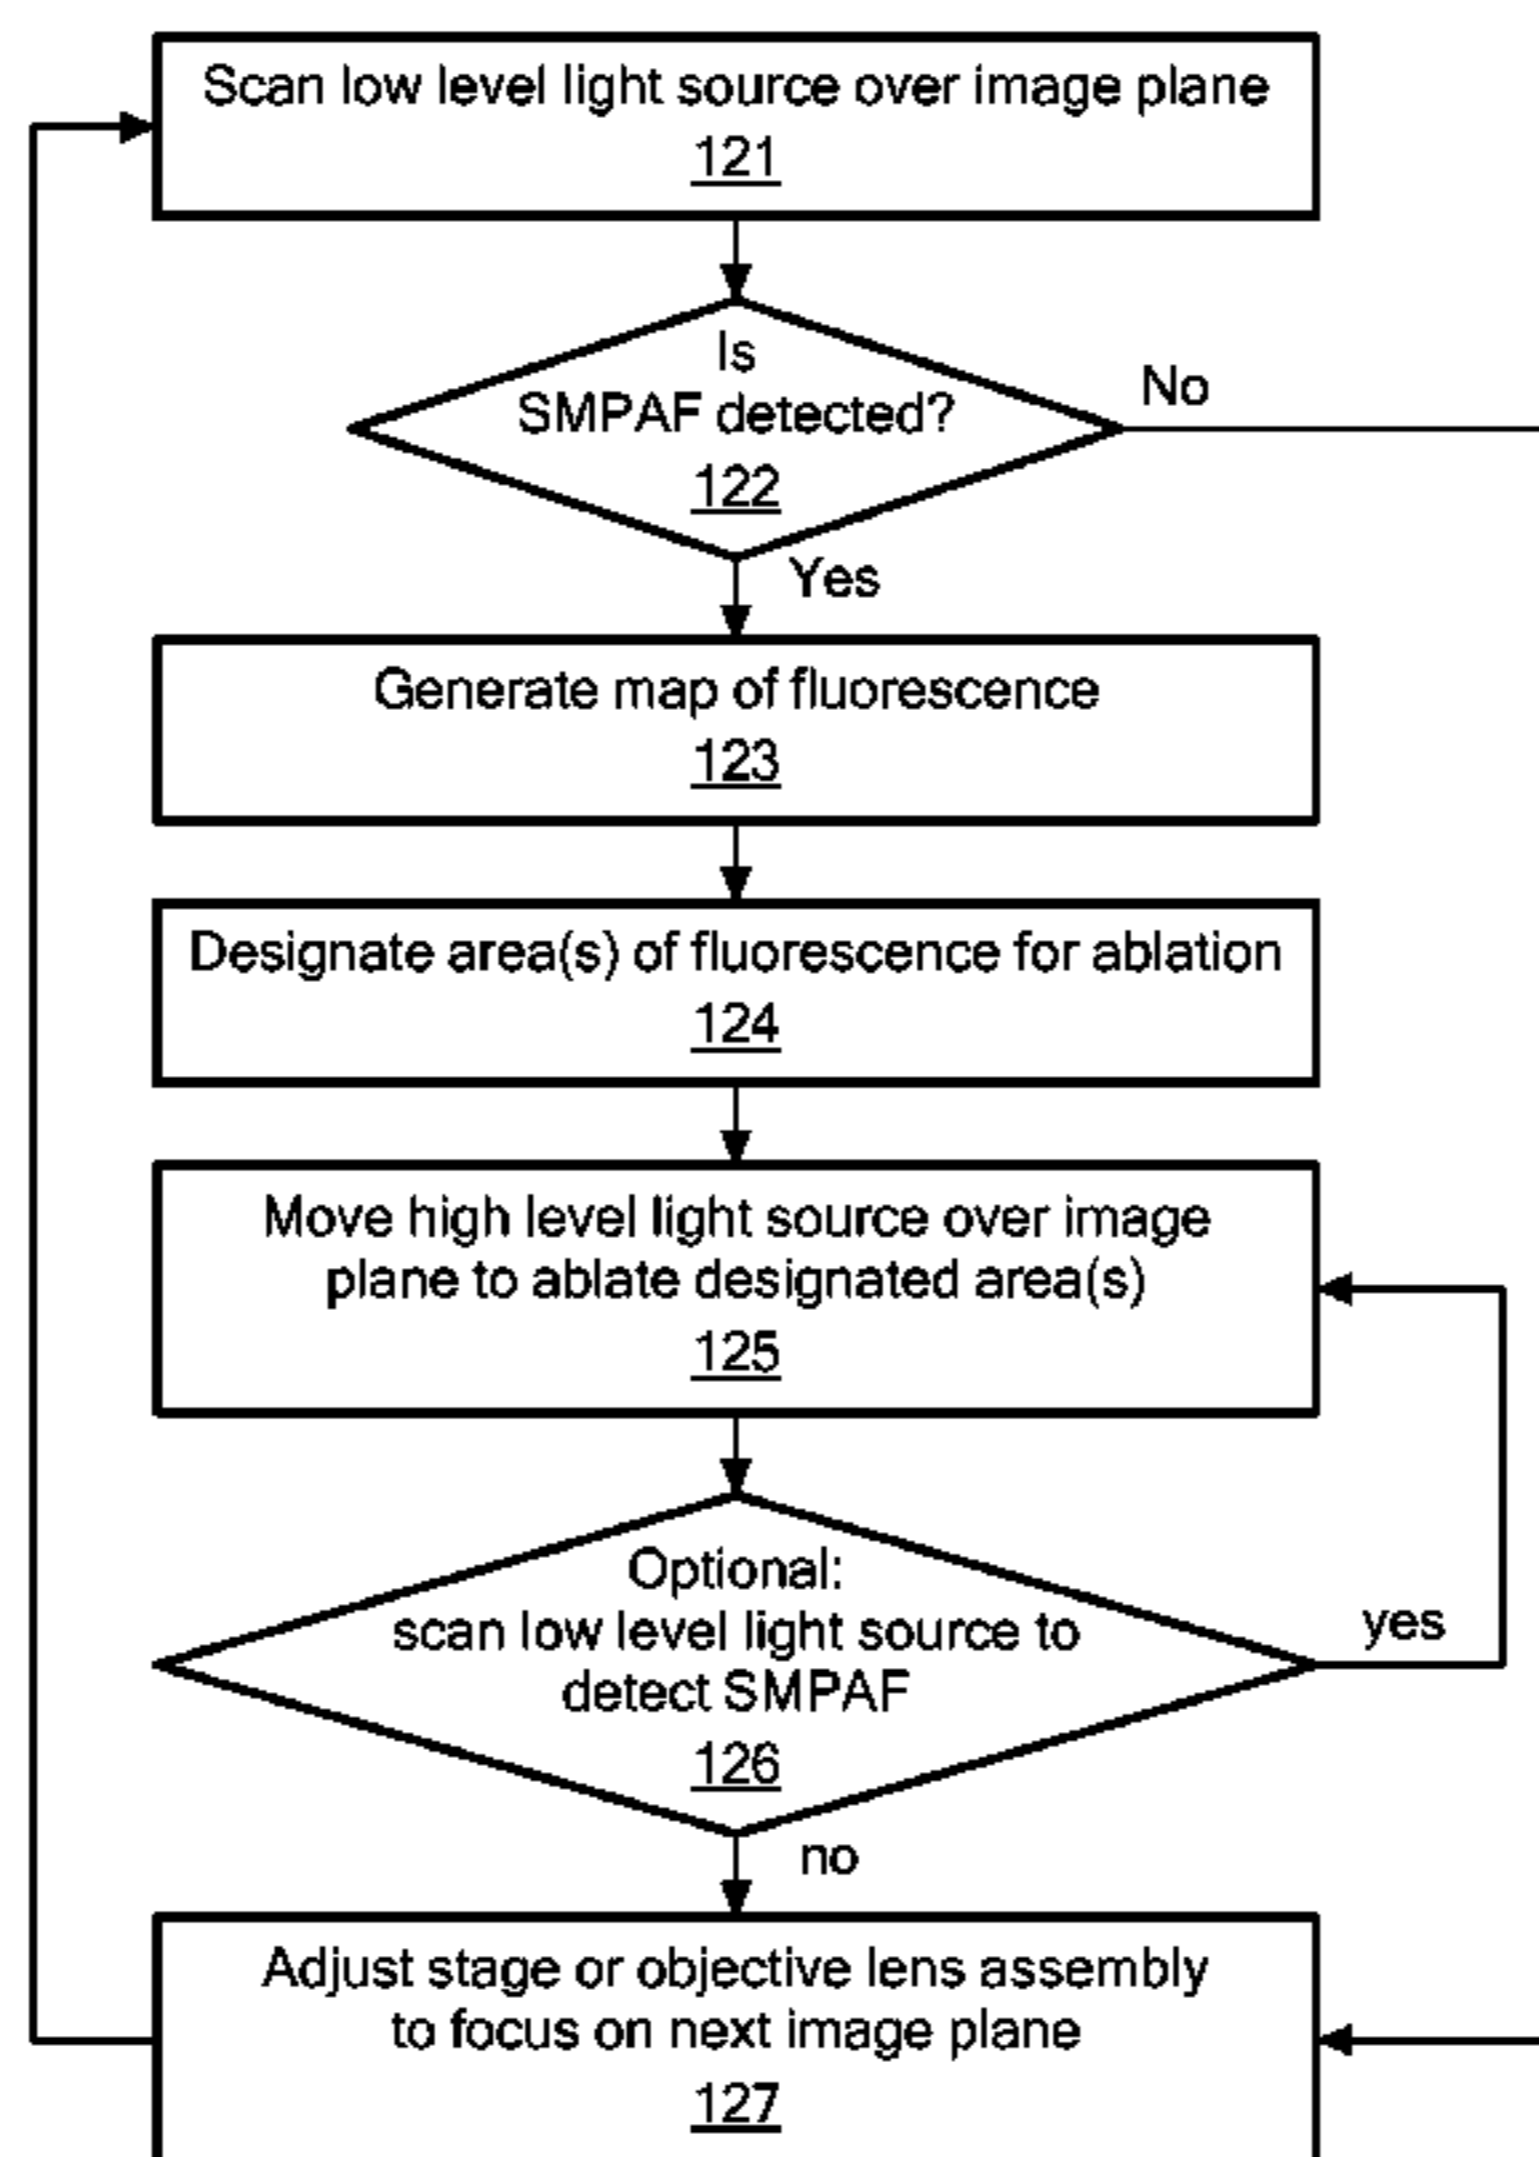 Scan low level light source over image plane
121
Is
SMPAF detected?
122
No
Yes
Generate map of fluorescence
123
Designate area(s) of fluorescence for ablation
124
Move high level light source over image
plane to ablate designated area(s)
125
Optional:
scan low level light source to
detect SMPAF
126
yes
no
Adjust stage or objective lens assembly
to focus on next image plane
127